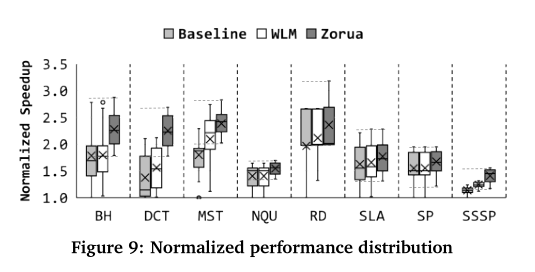 Baseline WLM Zorua
Normalized Speedup
3.5
3.0
2.5
2.0
1.5
1.0
BH DCT MST NQU RD SLA SP SSSP
Figure 9: Normalized performance distribution